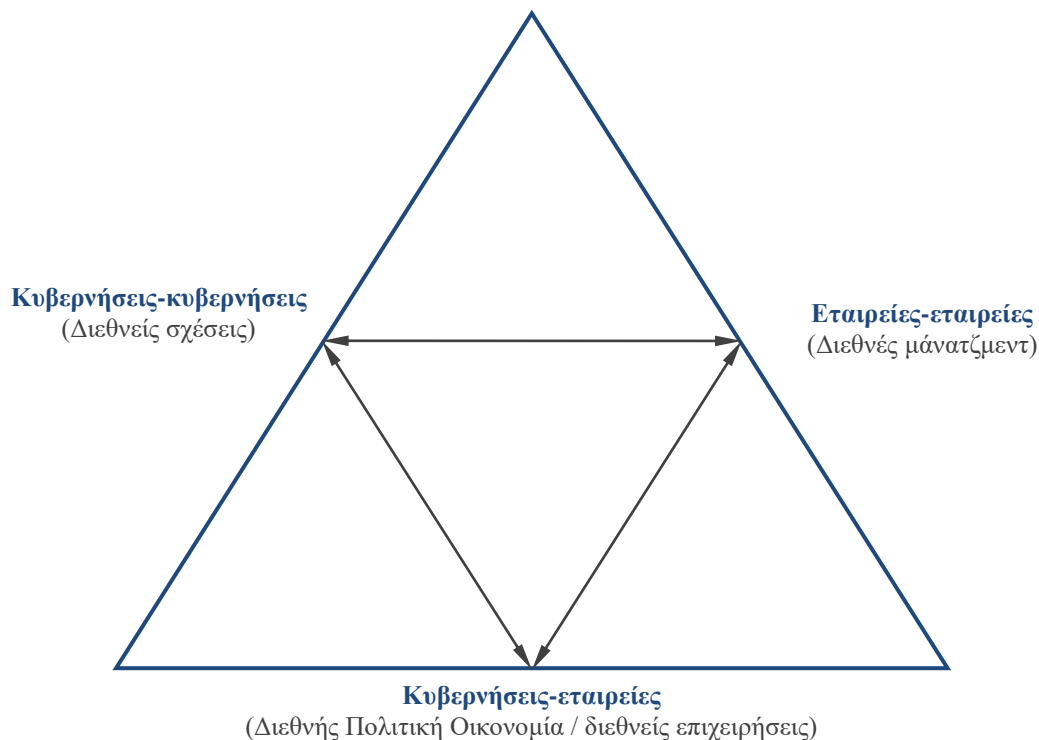 Κυβερνήσεις-κυβερνήσεις
(Διεθνείς σχέσεις)
Εταιρείες-εταιρείες
(Διεθνές μάνατζμεντ)
Κυβερνήσεις-εταιρείες
(Διεθνής Πολιτική Οικονομία / διεθνείς επιχειρήσεις)